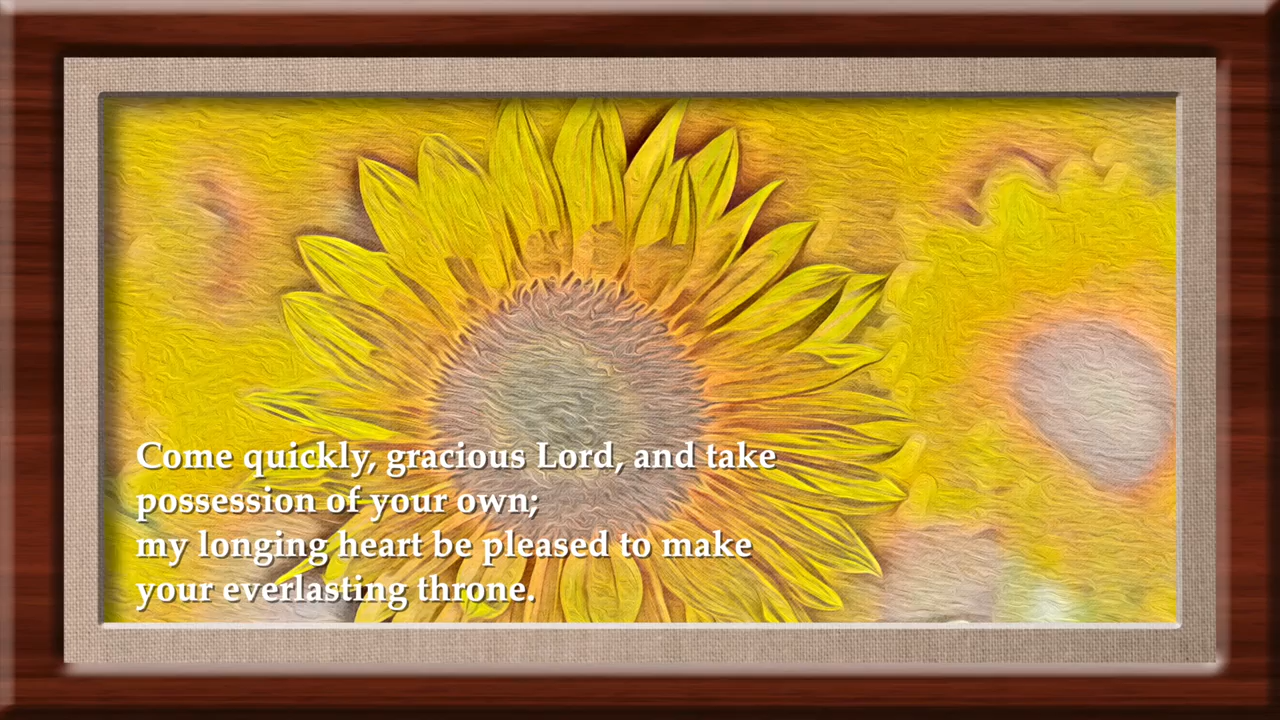 Come quickly, gracious Lord, and take
possession of your own;
my longing heart be pleased to make
your everlasting throne.